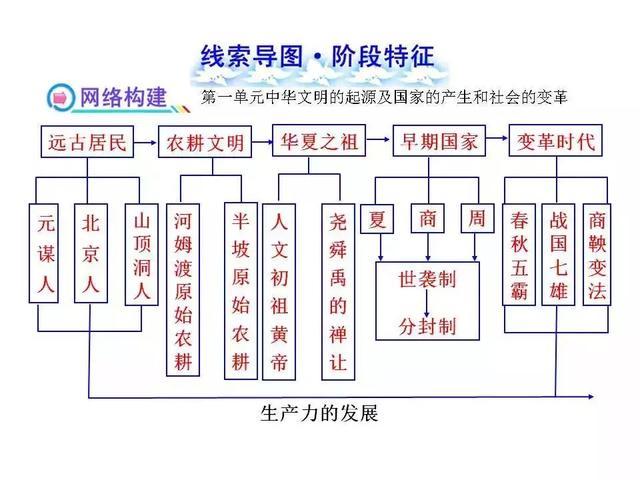 线索导图·阶段特征
网络构建
第一单元中华文明的起源及国家的产生和社会的变革
远古居民
农耕文明
华夏之祖
早期国家
变革时代
元谋人
北京人
山顶洞人
河姆渡原始农耕
半坡原始农耕
人文初祖黄帝
尧舜禹的禅让
夏
商
周
世袭制
分封制
春秋五霸
战国七雄
商鞅变法
生产力的发展